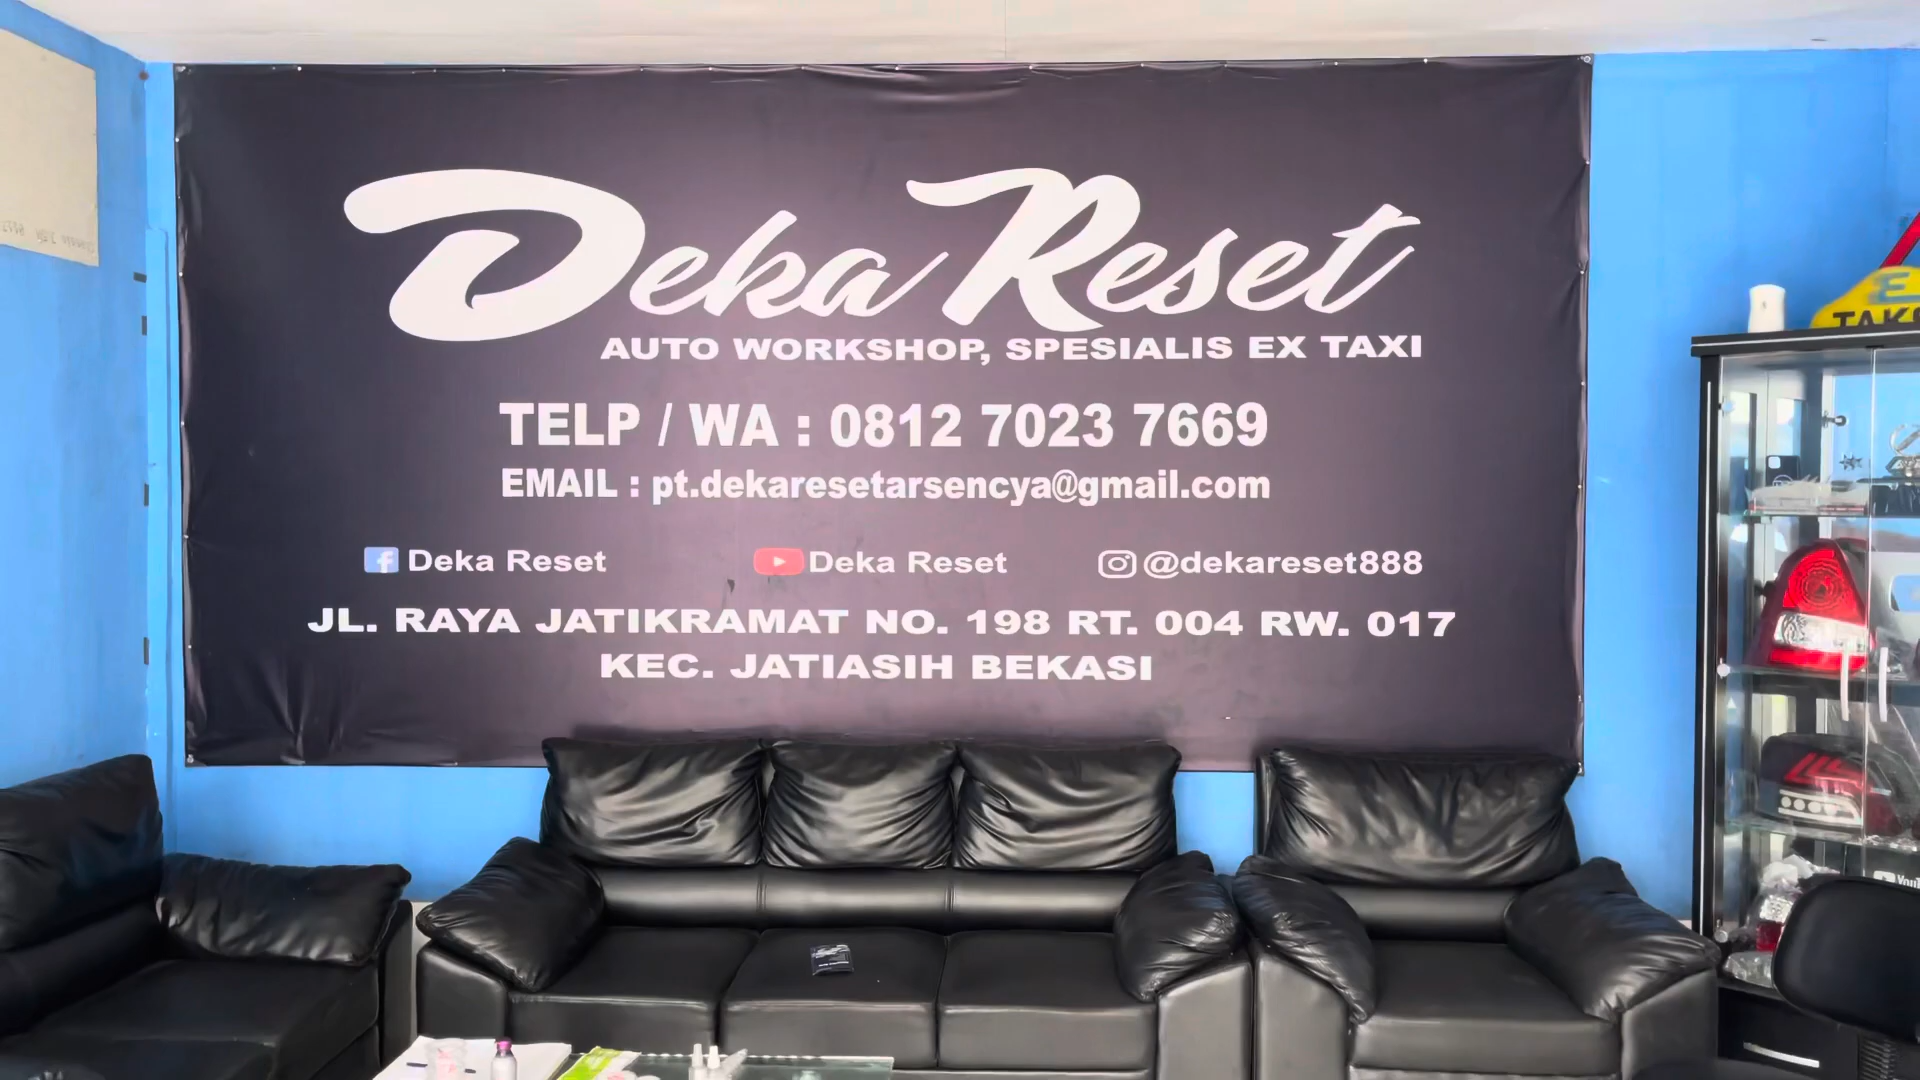 Deka Reset
AUTO WORKSHOP, SPESIALIS EX TAXI
TELP / WA : 0812 7023 7669
EMAIL : pt.dekaresetarsencya@gmail.com
Deka Reset
Deka Reset
@dekareset888
JL. RAYA JATIKRAMAT NO. 198 RT. 004 RW. 017
KEC. JATIASIH BEKASI
E